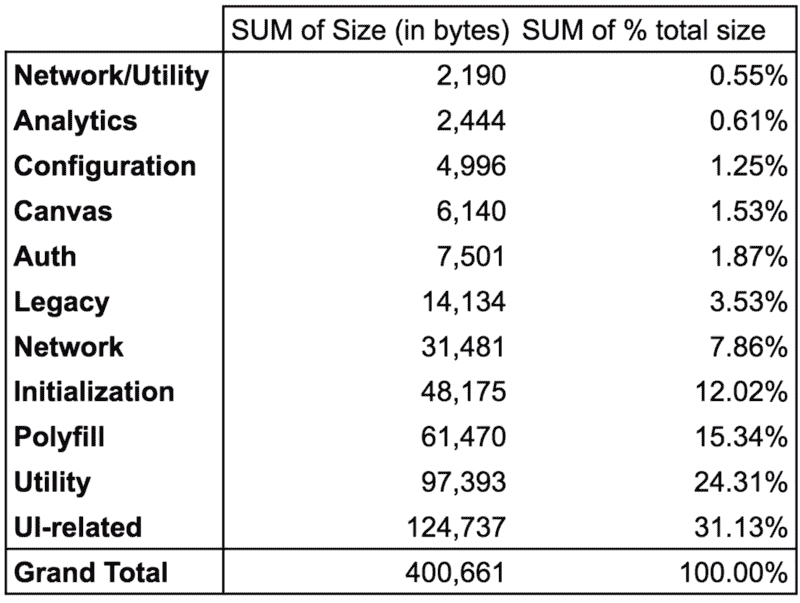 SUM of Size (in bytes) SUM of % total size
Network/Utility 2,190 0.55%
Analytics 2,444 0.61%
Configuration 4,996 1.25%
Canvas 6,140 1.53%
Auth 7,501 1.87%
Legacy 14,134 3.53%
Network 31,481 7.86%
Initialization 48,175 12.02%
Polyfill 61,470 15.34%
Utility 97,393 24.31%
UI-related 124,737 31.13%
Grand Total 400,661 100.00%